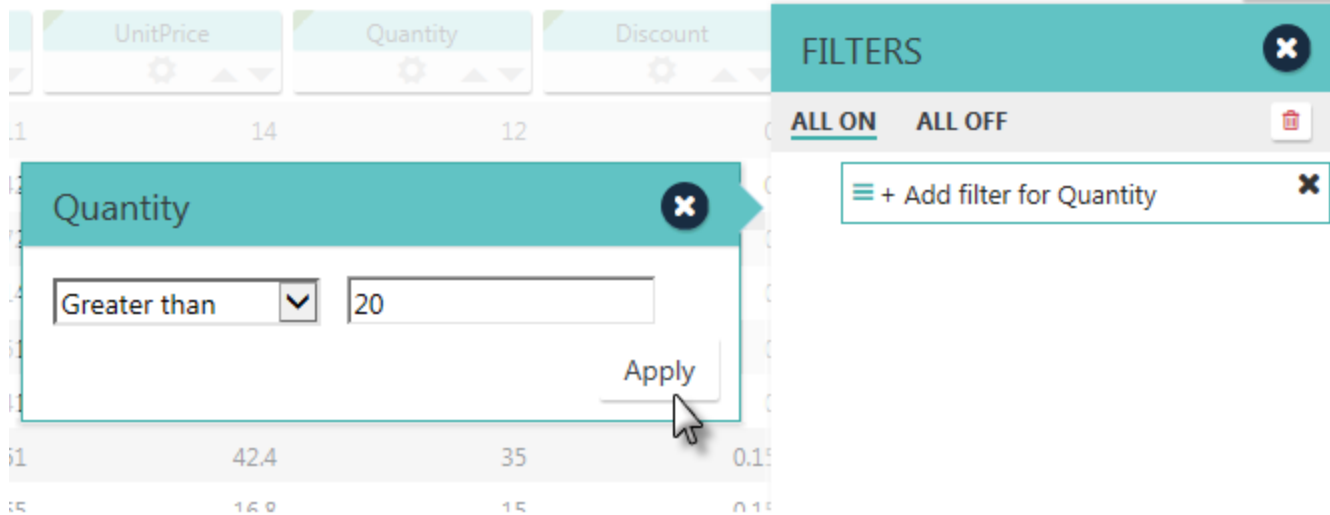 UnitPrice Quantity Discount
FILTERS
ALL ON ALL OFF
14 12
+ Add filter for Quantity
Quantity
Greater than 20
Apply
42.4 35
16.8 15